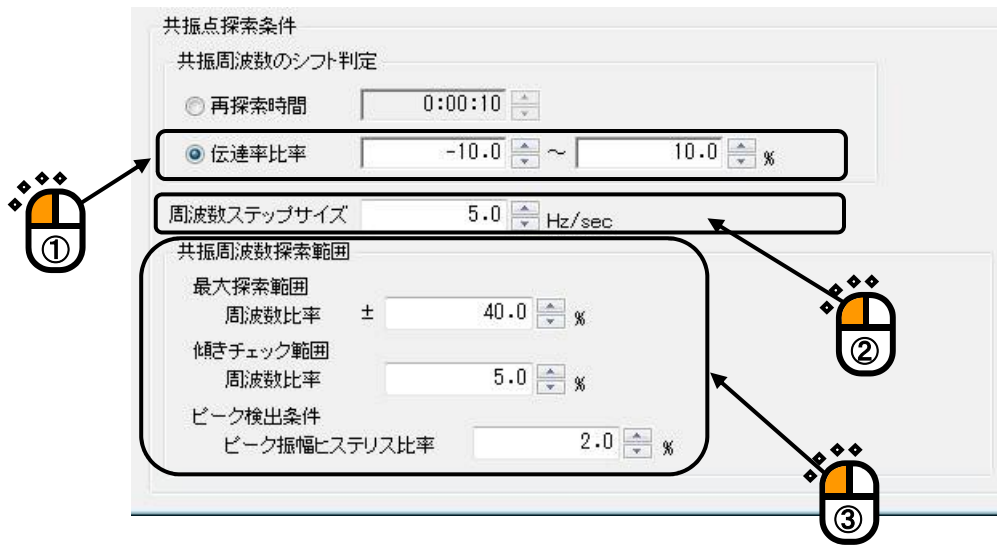 共振点探索条件
共振周波数のシフト判定
再探索時間 0:00:10
伝達率比率 -10.0 ～ 10.0 %
①
周波数ステップサイズ 5.0 Hz/sec
共振周波数探索範囲
最大探索範囲
周波数比率 ± 40.0 %
②
傾きチェック範囲
周波数比率 5.0 %
ピーク検出条件
ピーク振幅ヒステリス比率 2.0 %
③